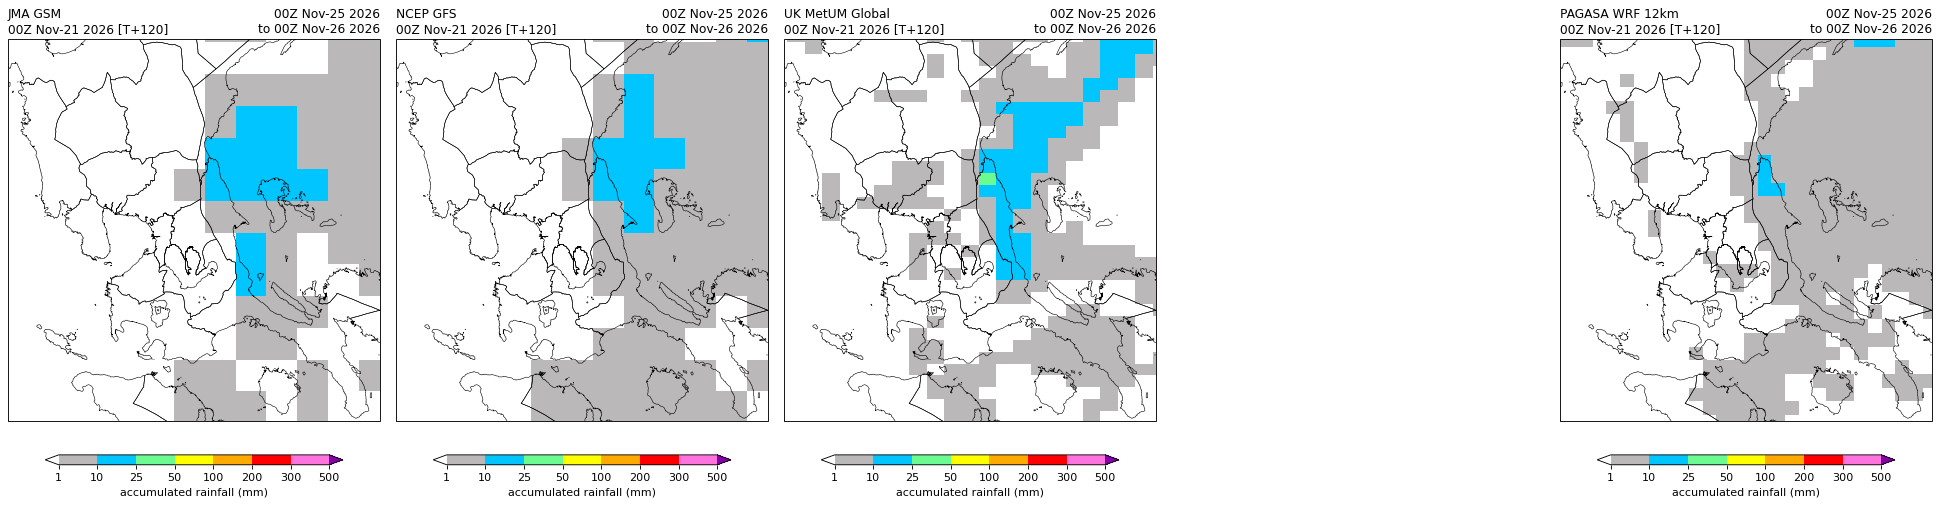 JMA GSM
00Z Nov-21 2026 [T+120]
00Z Nov-25 2026
to 00Z Nov-26 2026
1 10 25 50 100 200 300 500
accumulated rainfall (mm)
NCEP GFS
00Z Nov-21 2026 [T+120]
00Z Nov-25 2026
to 00Z Nov-26 2026
1 10 25 50 100 200 300 500
accumulated rainfall (mm)
UK MetUM Global
00Z Nov-21 2026 [T+120]
00Z Nov-25 2026
to 00Z Nov-26 2026
1 10 25 50 100 200 300 500
accumulated rainfall (mm)
PAGASA WRF 12km
00Z Nov-21 2026 [T+120]
00Z Nov-25 2026
to 00Z Nov-26 2026
1 10 25 50 100 200 300 500
accumulated rainfall (mm)